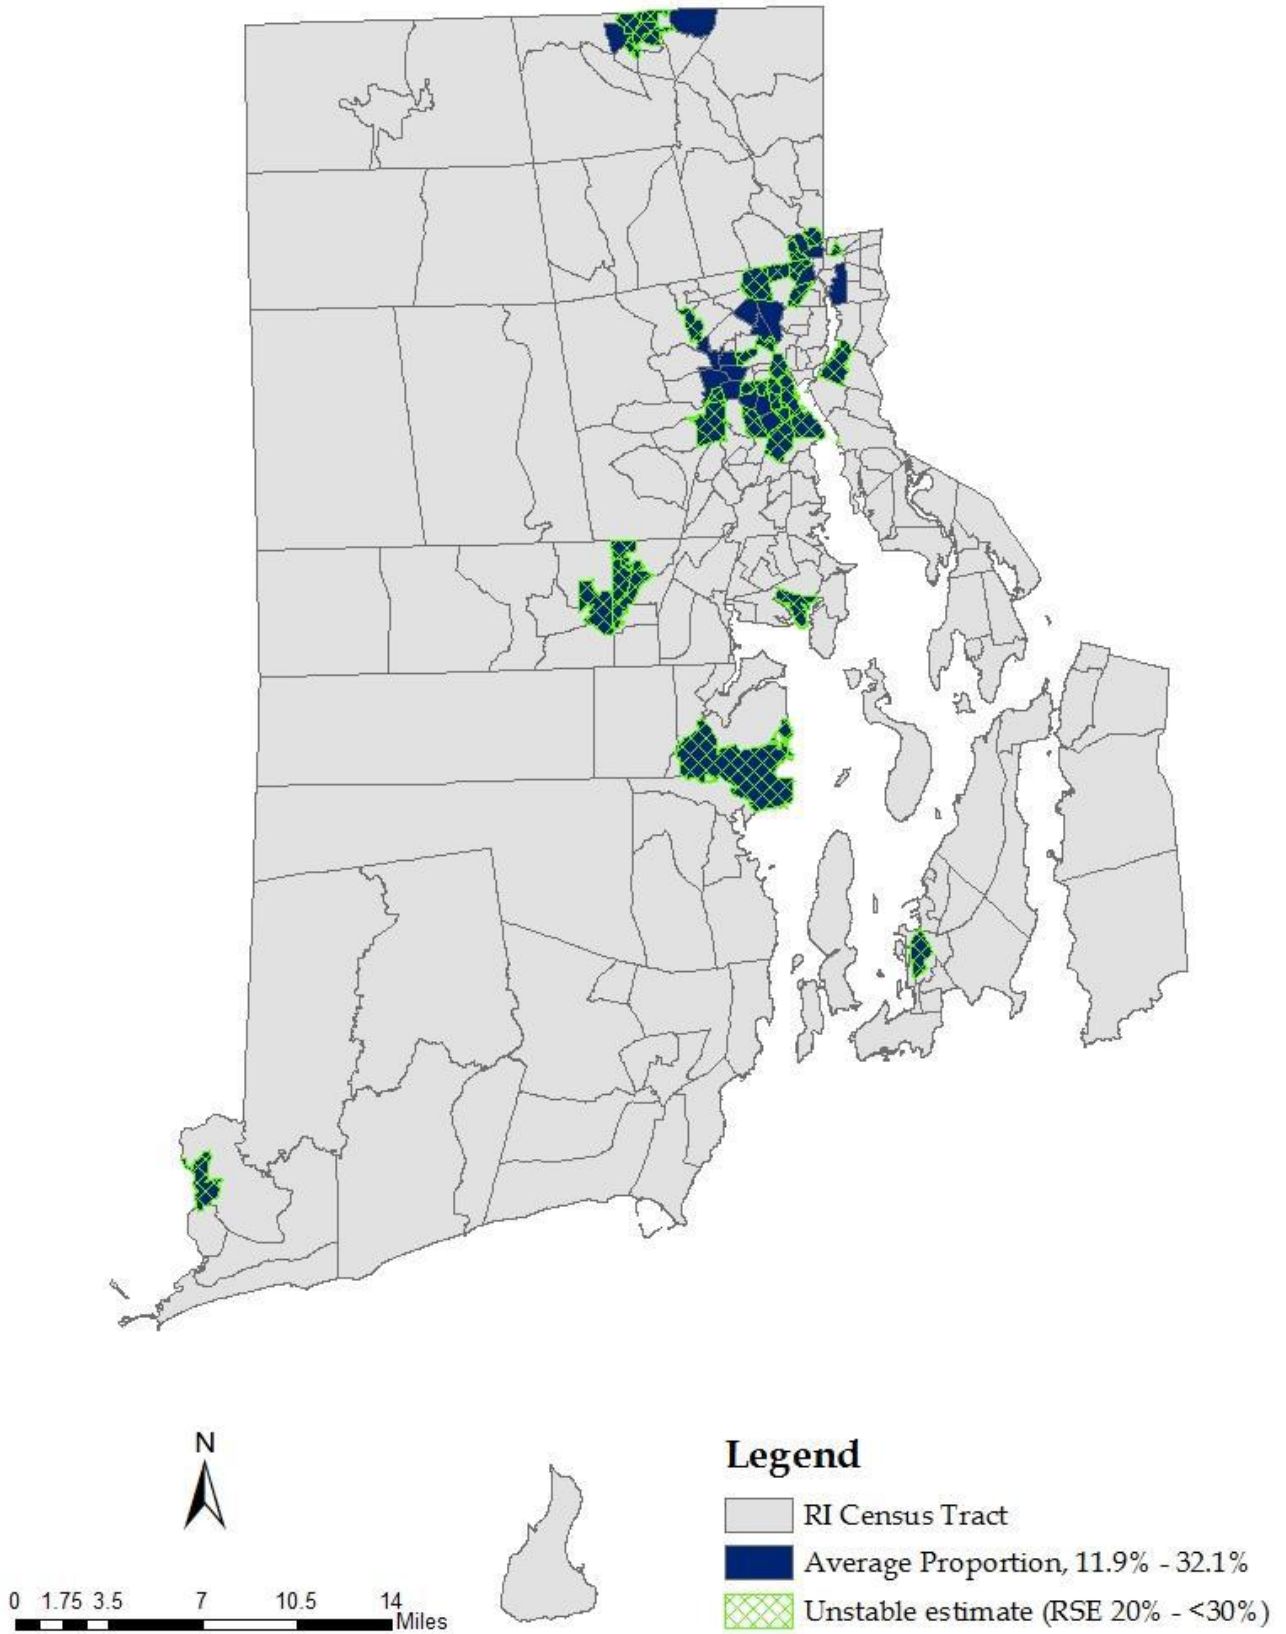 N
0 1.75 3.5 7 10.5 14
Miles
Legend
RI Census Tract
Average Proportion, 11.9% - 32.1%
Unstable estimate (RSE 20% - <30%)